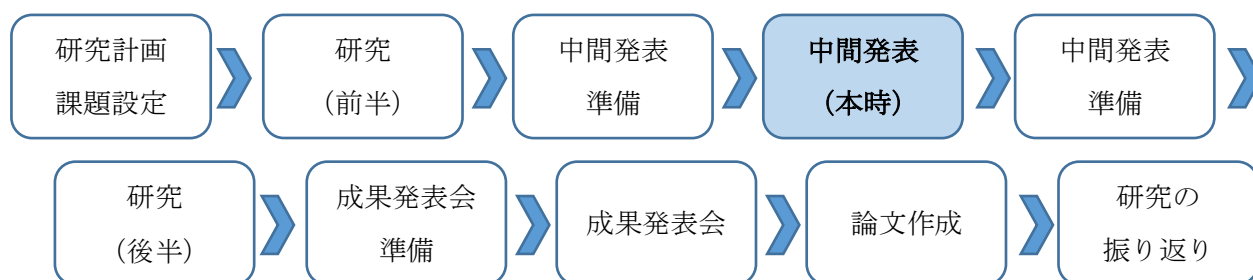 研究計画
課題設定
研究
(前半)
中間発表
準備
中間発表
(本時)
中間発表
準備
研究
(後半)
成果発表会
準備
成果発表会
論文作成
研究の
振り返り